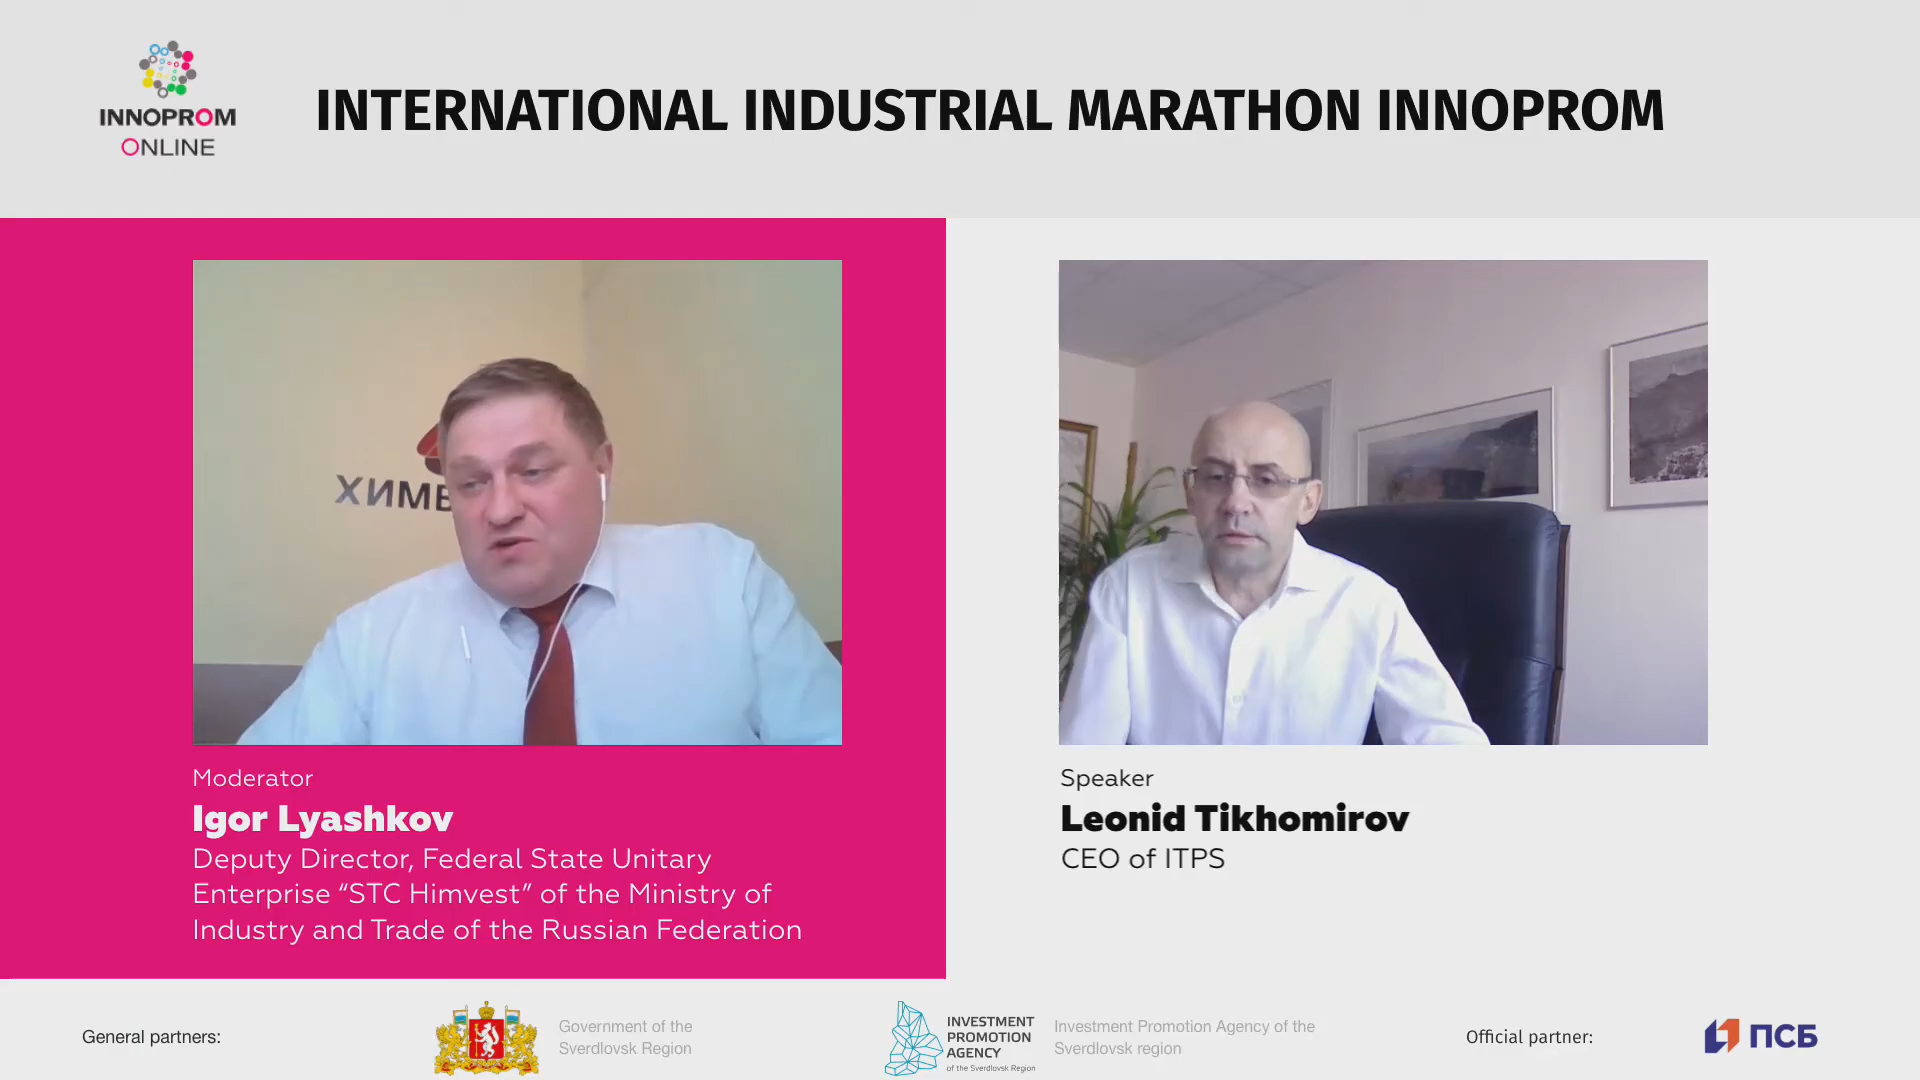 INNOPROM
ONLINE
INTERNATIONAL INDUSTRIAL MARATHON INNOPROM
ХИМВ
Moderator
Igor Lyashkov
Deputy Director, Federal State Unitary
Enterprise “STC Himvest” of the Ministry of
Industry and Trade of the Russian Federation
Speaker
Leonid Tikhomirov
CEO of ITPS
General partners:
Government of the
Sverdlovsk Region
INVESTMENT
PROMOTION
AGENCY
of the Sverdlovsk Region
Investment Promotion Agency of the
Sverdlovsk region
Official partner:
ПСБ